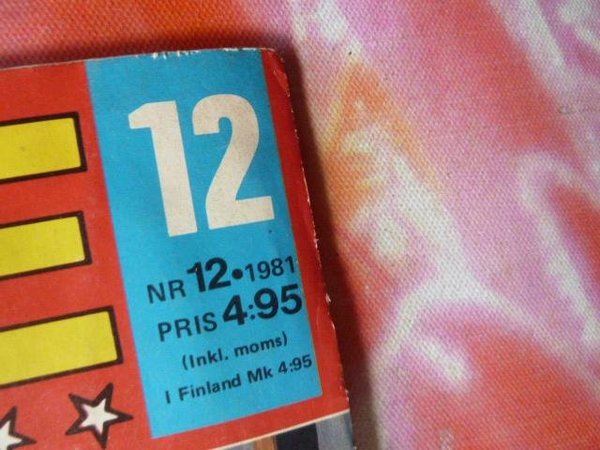 12
NR 12•1981
PRIS 4:95
(Inkl. moms)
I Finland Mk 4:95